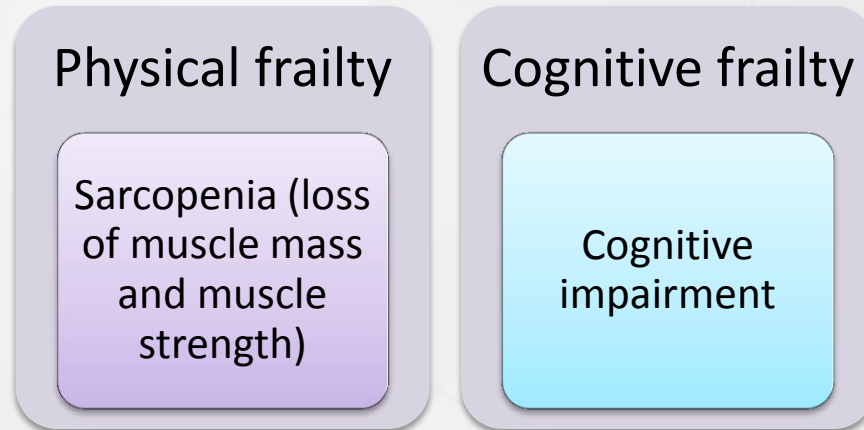 Physical frailty
Sarcopenia (loss
of muscle mass
and muscle
strength)
Cognitive frailty
Cognitive
impairment